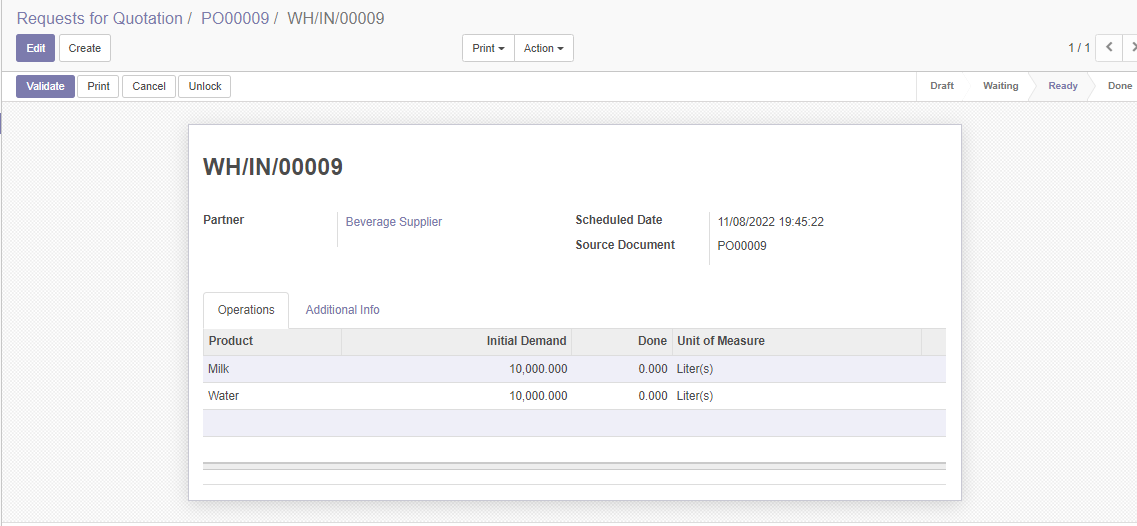 Requests for Quotation / PO00009 / WH/IN/00009
Edit Create Print Action 1 / 1
Validate Print Cancel Unlock Draft Waiting Ready Done
WH/IN/00009
Partner Beverage Supplier Scheduled Date 11/08/2022 19:45:22
Source Document PO00009
Operations Additional Info
Product Initial Demand Done Unit of Measure
Milk 10,000.000 0.000 Liter(s)
Water 10,000.000 0.000 Liter(s)